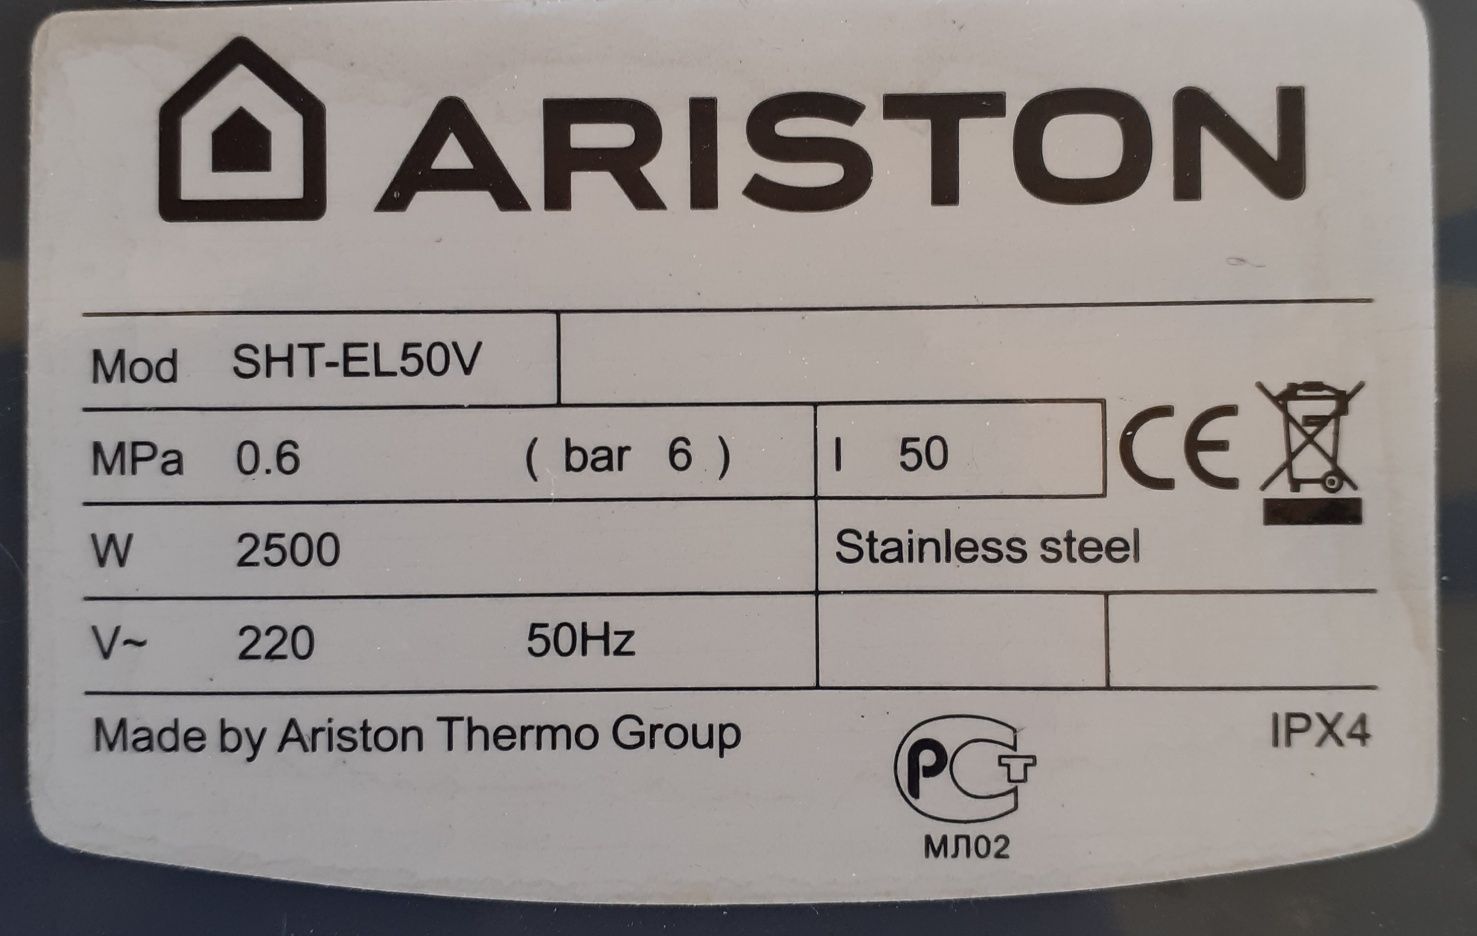 ARISTON
Mod SHT-EL50V
MPa 0.6 ( bar 6 ) l 50 CE
W 2500 Stainless steel
V~ 220 50Hz
Made by Ariston Thermo Group IPX4
РСТ
МЛ02